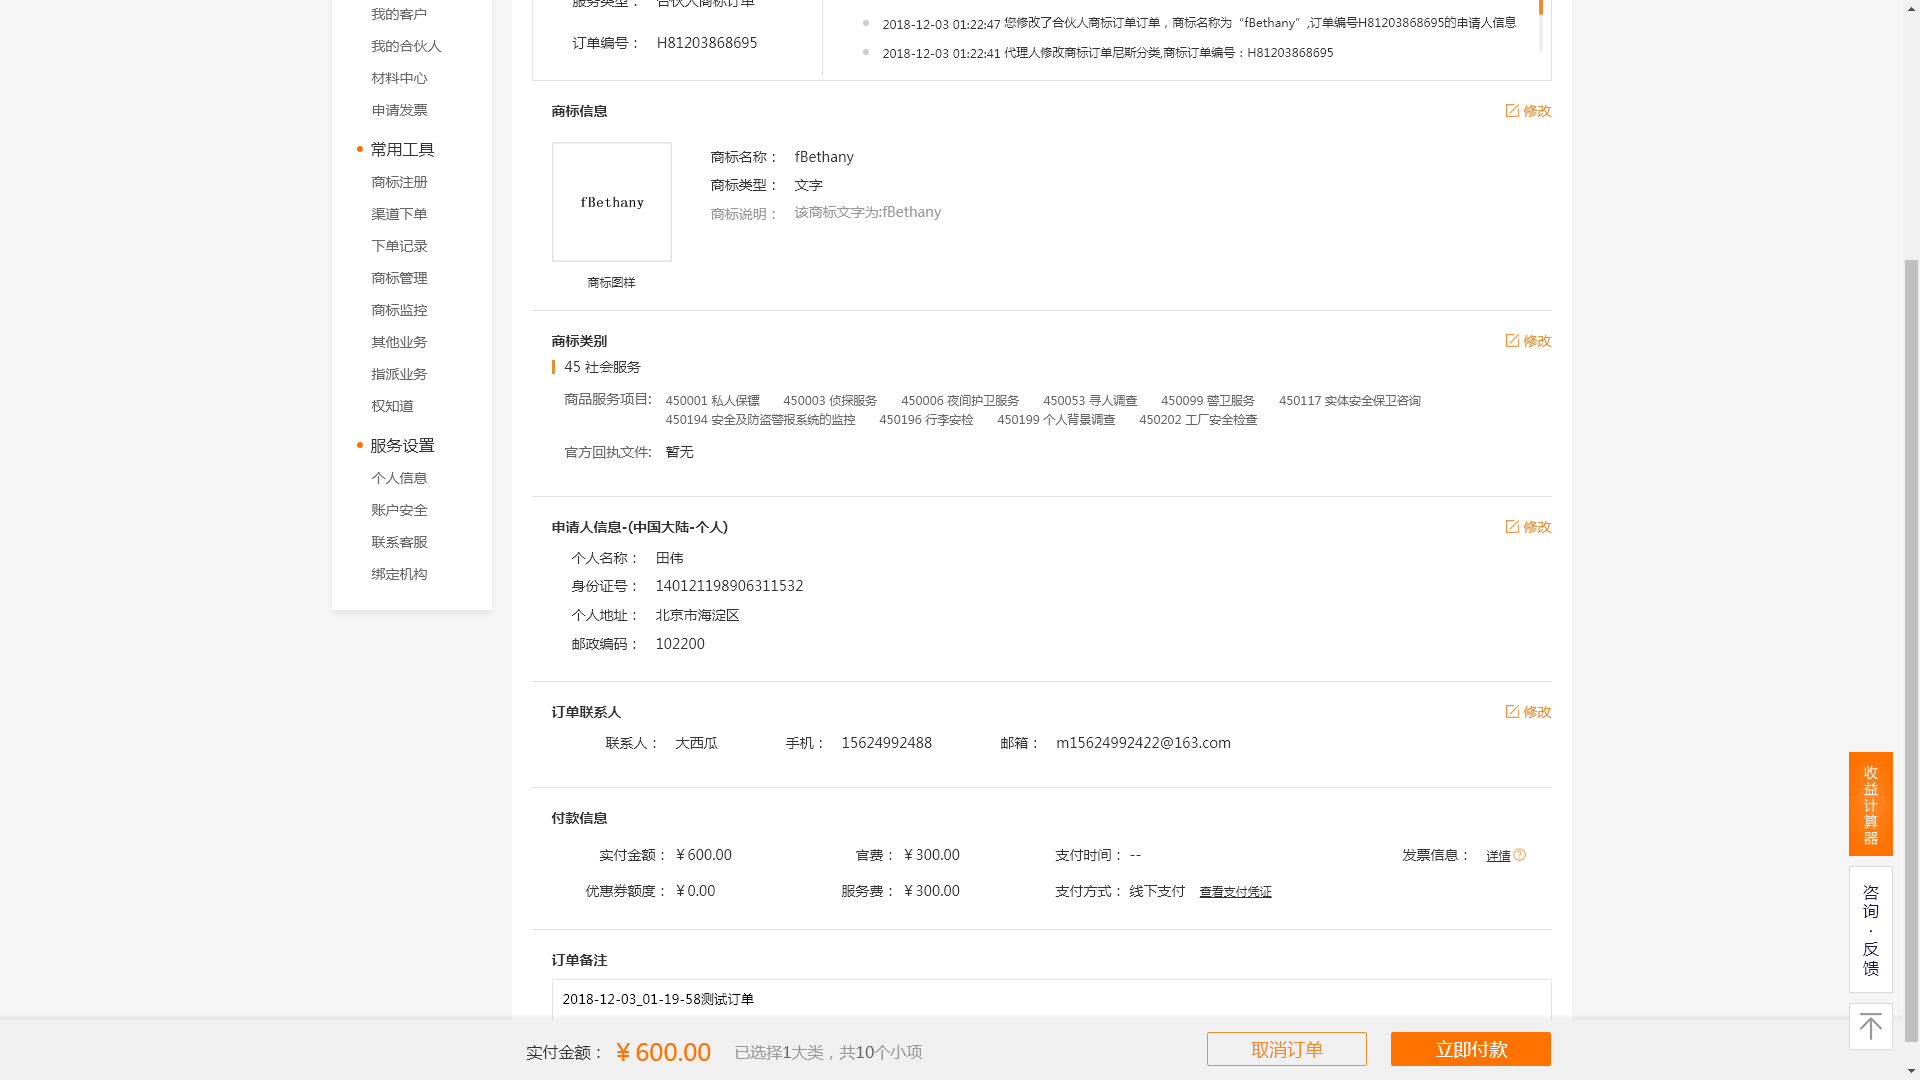 我的客户
我的合伙人
材料中心
申请发票
常用工具
商标注册
渠道下单
下单记录
商标管理
商标监控
其他业务
指派业务
权知道
服务设置
个人信息
账户安全
联系客服
绑定机构
服务类型： 合伙人商标订单
订单编号： H81203868695
2018-12-03 01:22:47 您修改了合伙人商标订单订单，商标名称为“fBethany”,订单编号H81203868695的申请人信息
2018-12-03 01:22:41 代理人修改商标订单尼斯分类,商标订单编号：H81203868695
商标信息 修改
fBethany
商标图样
商标名称： fBethany
商标类型： 文字
商标说明： 该商标文字为:fBethany
商标类别 修改
45 社会服务
商品服务项目: 450001 私人保镖 450003 侦探服务 450006 夜间护卫服务 450053 寻人调查 450099 警卫服务 450117 实体安全保卫咨询
450194 安全及防盗警报系统的监控 450196 行李安检 450199 个人背景调查 450202 工厂安全检查
官方回执文件: 暂无
申请人信息-(中国大陆-个人) 修改
个人名称： 田伟
身份证号： 140121198906311532
个人地址： 北京市海淀区
邮政编码： 102200
订单联系人 修改
联系人： 大西瓜 手机： 15624992488 邮箱： m15624992422@163.com
付款信息
实付金额： ￥600.00 官费： ￥300.00 支付时间： -- 发票信息： 详情
优惠券额度： ￥0.00 服务费： ￥300.00 支付方式： 线下支付 查看支付凭证
订单备注
2018-12-03_01-19-58测试订单
实付金额： ￥600.00 已选择1大类，共10个小项 取消订单 立即付款
收益计算器
咨询·反馈